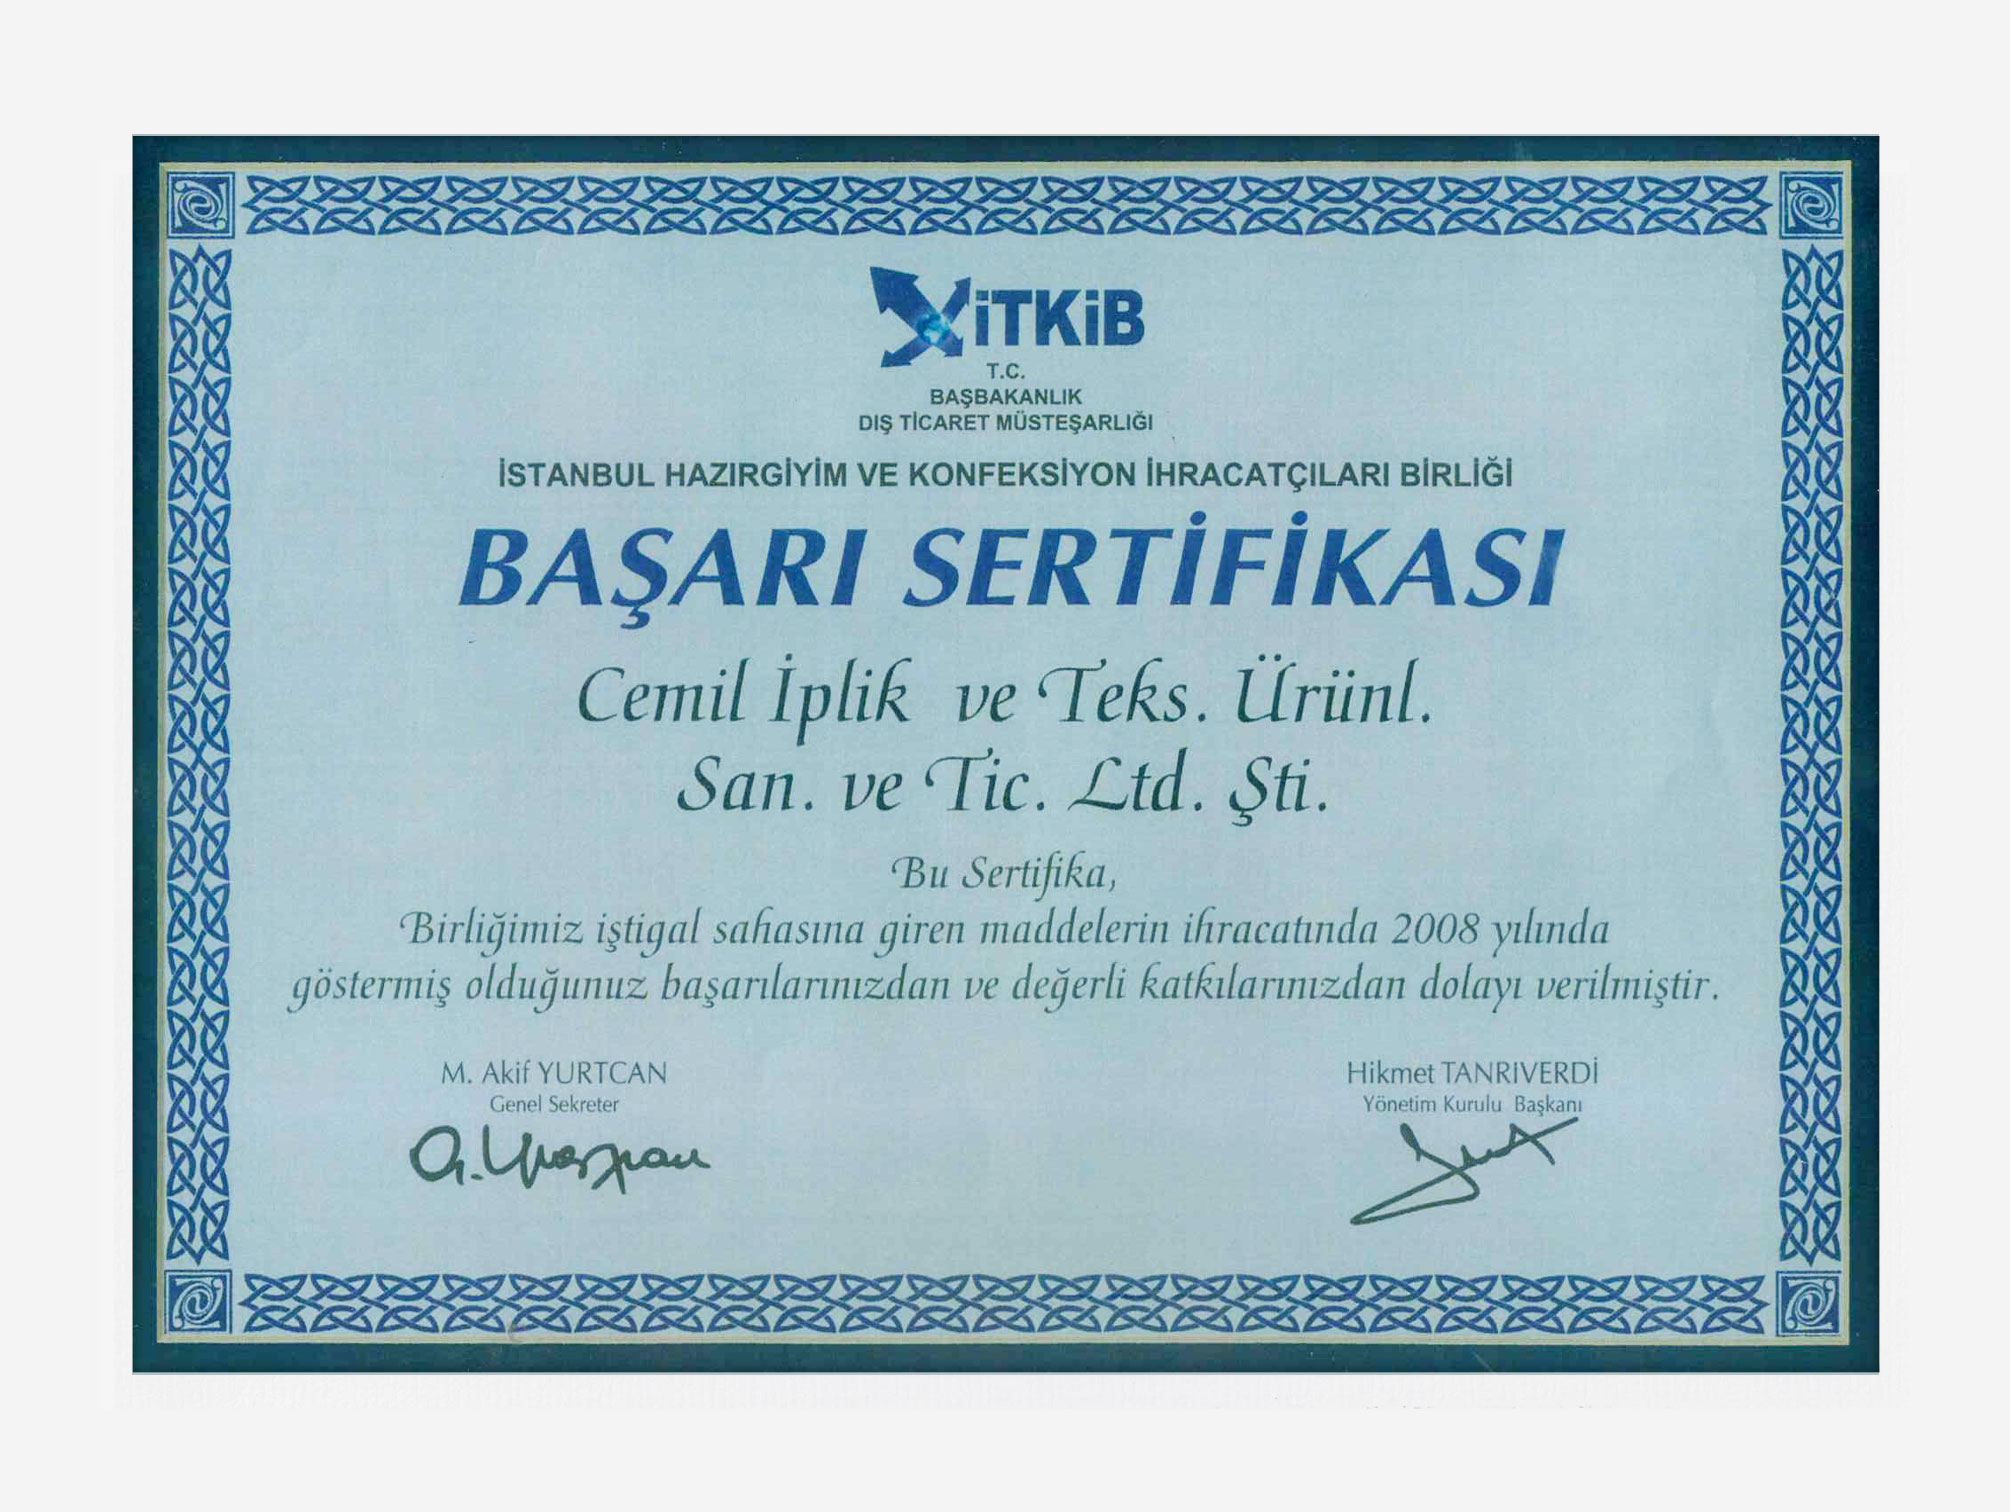 İTKİB
T.C.
BAŞBAKANLIK
DIŞ TİCARET MÜSTEŞARLIĞI
İSTANBUL HAZIRGİYİM VE KONFEKSİYON İHRACATÇILARI BİRLİĞİ
BAŞARI SERTİFİKASI
Cemil İplik ve Teks. Ürünl.
San. ve Tic. Ltd. Şti.
Bu Sertifika,
Birliğimiz iştigal sahasına giren maddelerin ihracatında 2008 yılında
göstermiş olduğunuz başarılarınızdan ve değerli katkılarınızdan dolayı verilmiştir.
M. Akif YURTCAN
Genel Sekreter
Hikmet TANRIVERDİ
Yönetim Kurulu Başkanı